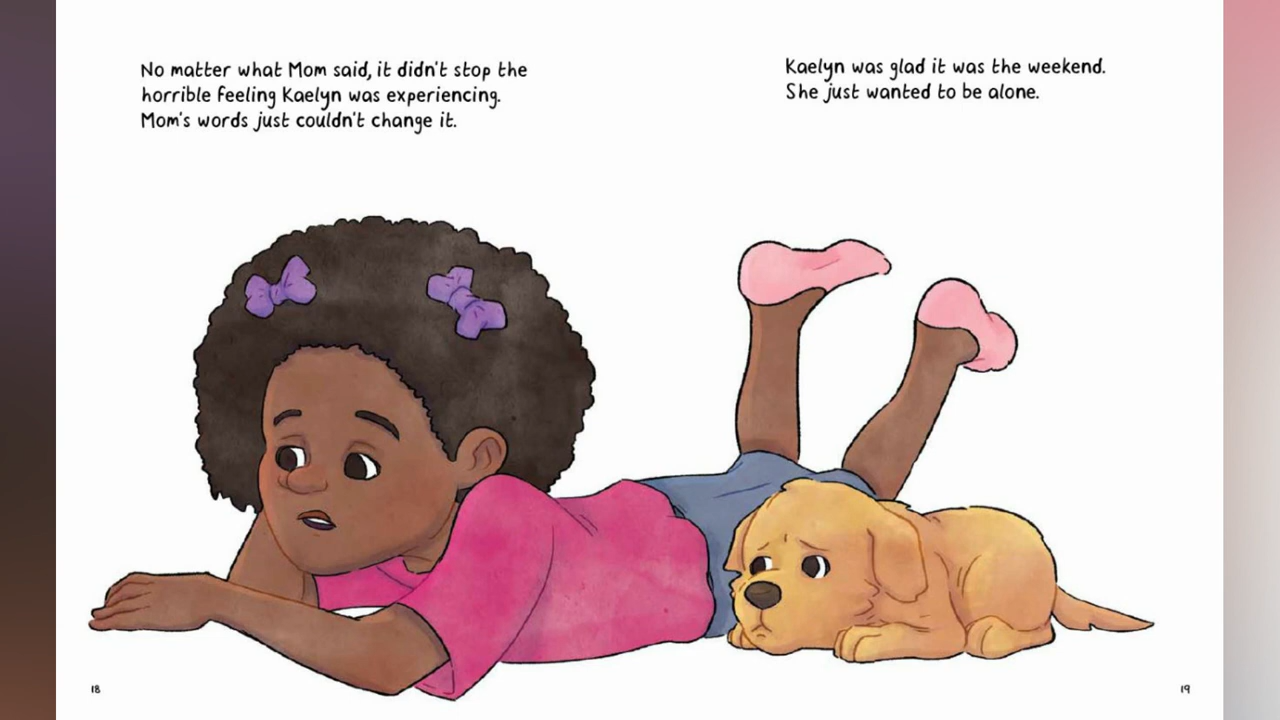 No matter what Mom said, it didn't stop the
horrible feeling Kaelyn was experiencing.
Mom's words just couldn't change it.
Kaelyn was glad it was the weekend.
She just wanted to be alone.
18
19